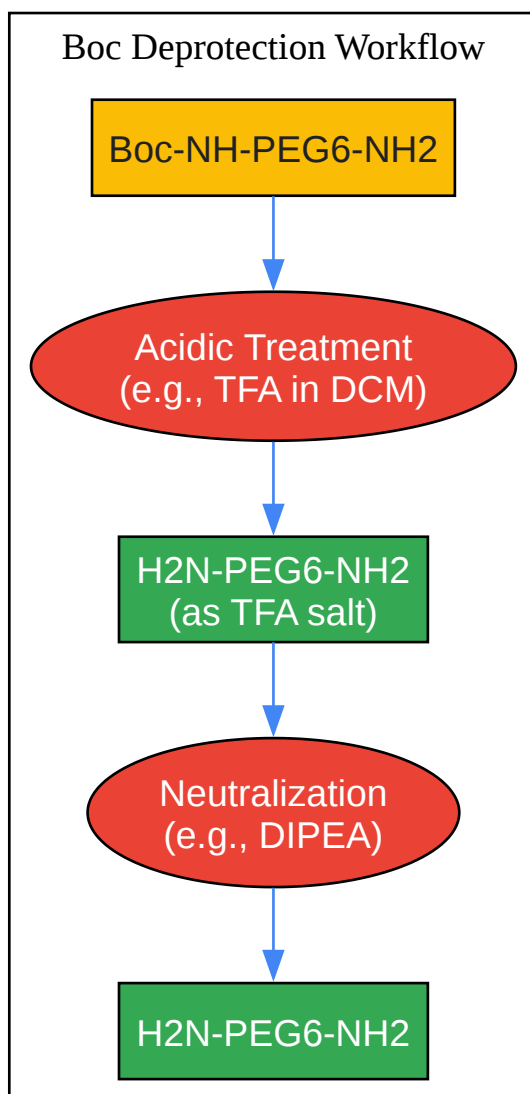 Boc Deprotection Workflow
Boc-NH-PEG6-NH2
Acidic Treatment
(e.g., TFA in DCM)
H2N-PEG6-NH2
(as TFA salt)
Neutralization
(e.g., DIPEA)
H2N-PEG6-NH2